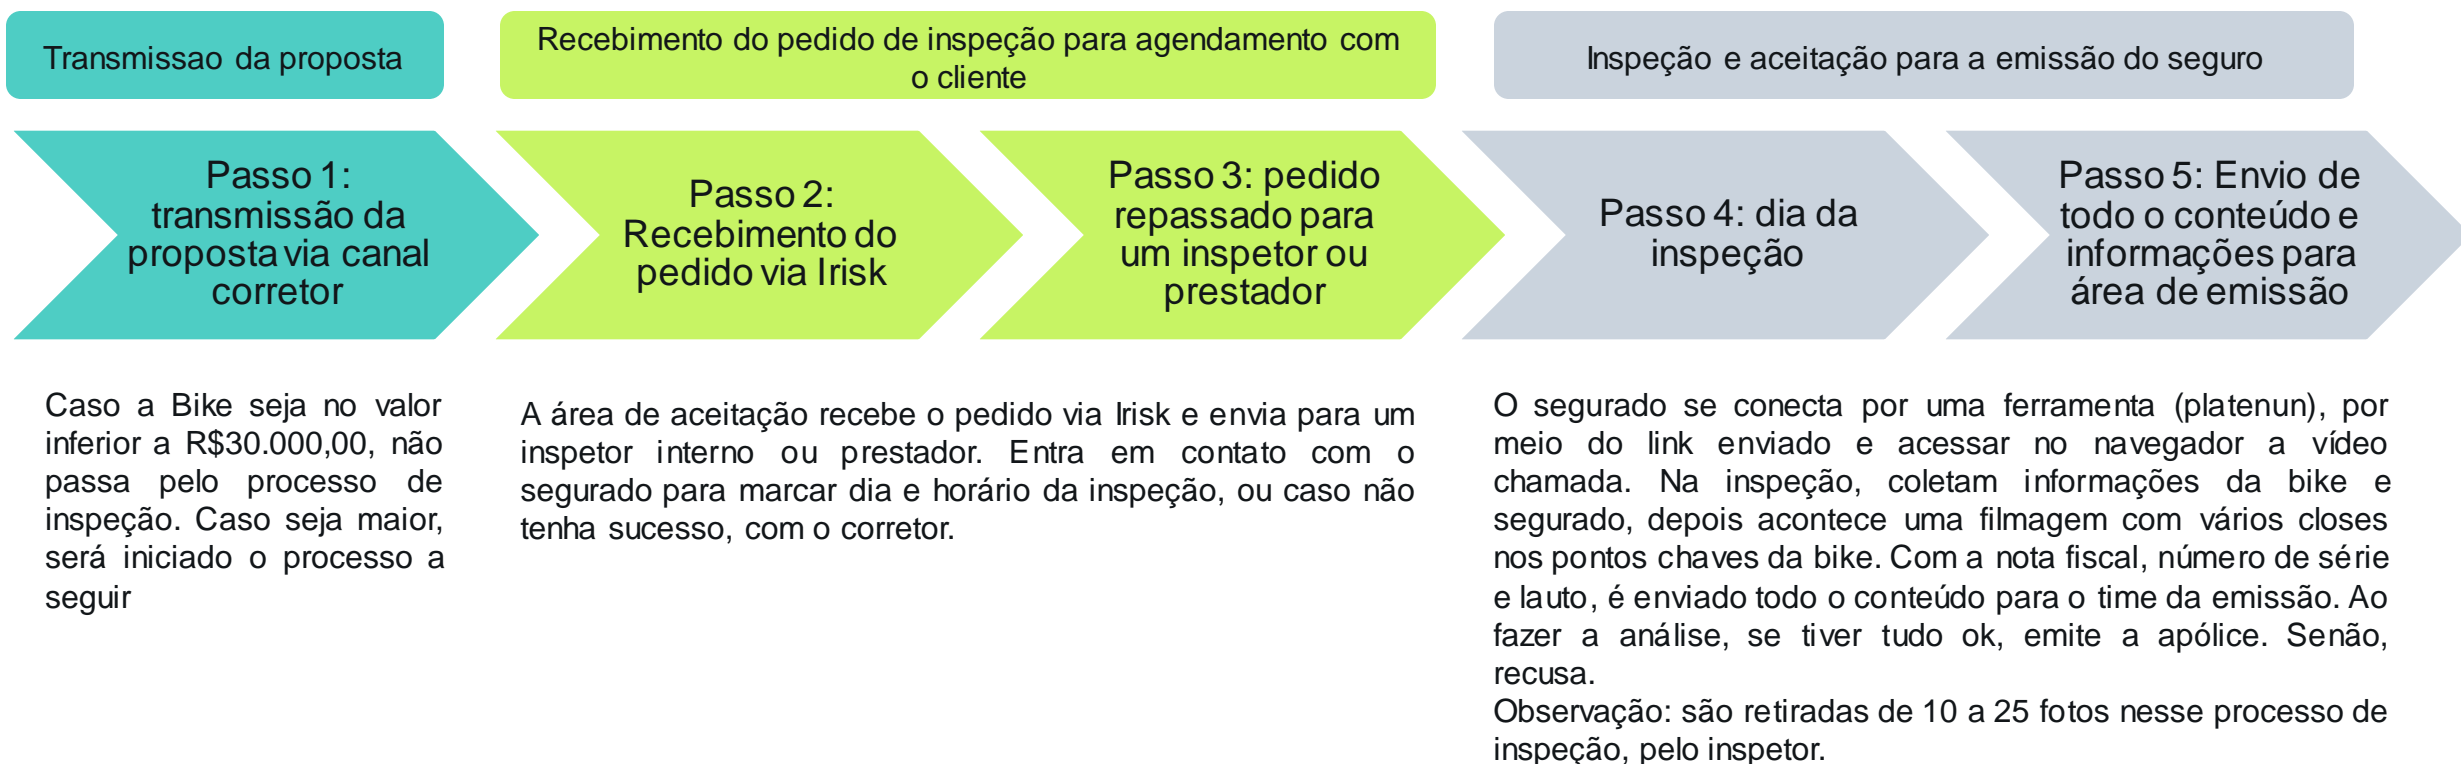 Transmissao da proposta
Recebimento do pedido de inspeção para agendamento com
o cliente
Inspeção e aceitação para a emissão do seguro
Passo 1:
transmissão da
proposta via canal
corretor
Passo 2:
Recebimento do
pedido via Irisk
Passo 3: pedido
repassado para
um inspetor ou
prestador
Passo 4: dia da
inspeção
Passo 5: Envio de
todo o conteúdo e
informações para
área de emissão
Caso a Bike seja no valor
inferior a R$30.000,00, não
passa pelo processo de
inspeção. Caso seja maior,
será iniciado o processo a
seguir
A área de aceitação recebe o pedido via Irisk e envia para um
inspetor interno ou prestador. Entra em contato com o
segurado para marcar dia e horário da inspeção, ou caso não
tenha sucesso, com o corretor.
O segurado se conecta por uma ferramenta (platenun), por
meio do link enviado e acessar no navegador a vídeo
chamada. Na inspeção, coletam informações da bike e
segurado, depois acontece uma filmagem com vários closes
nos pontos chaves da bike. Com a nota fiscal, número de série
e lauto, é enviado todo o conteúdo para o time da emissão. Ao
fazer a análise, se tiver tudo ok, emite a apólice. Senão,
recusa.
Observação: são retiradas de 10 a 25 fotos nesse processo de
inspeção, pelo inspetor.